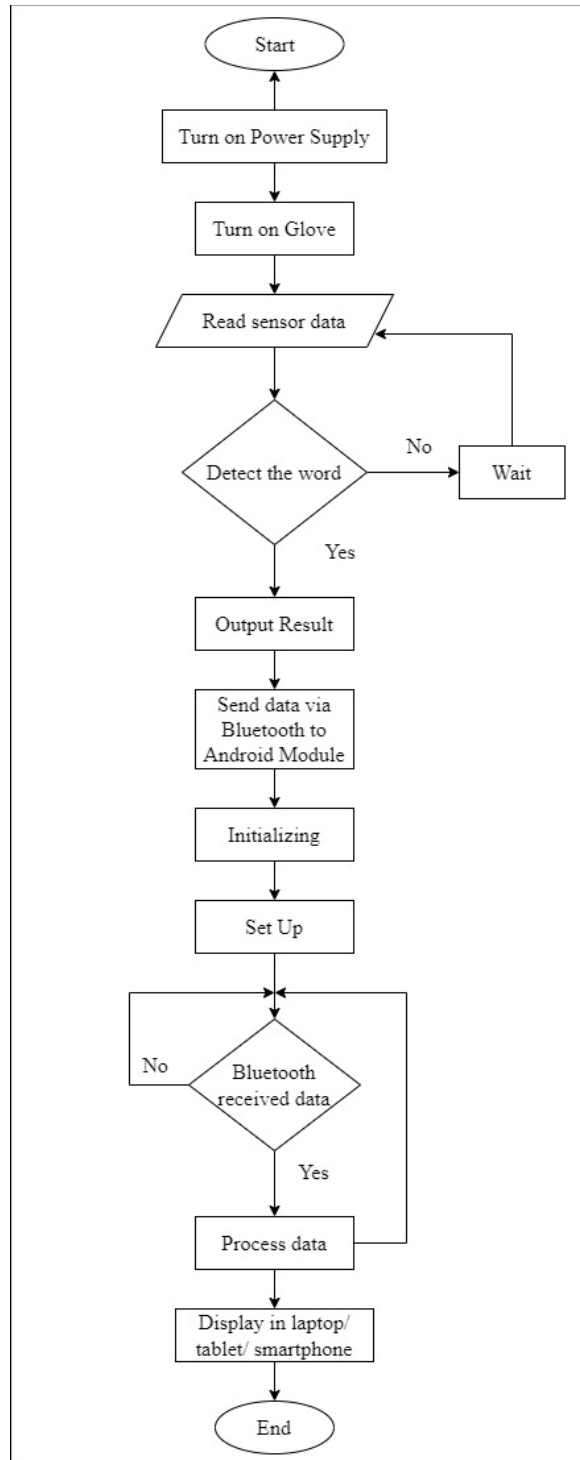 Start
Turn on Power Supply
Turn on Glove
Read sensor data
Detect the word
No
Wait
Yes
Output Result
Send data via
Bluetooth to
Android Module
Initializing
Set Up
No
Bluetooth
received data
Yes
Process data
Display in laptop/
tablet/ smartphone
End